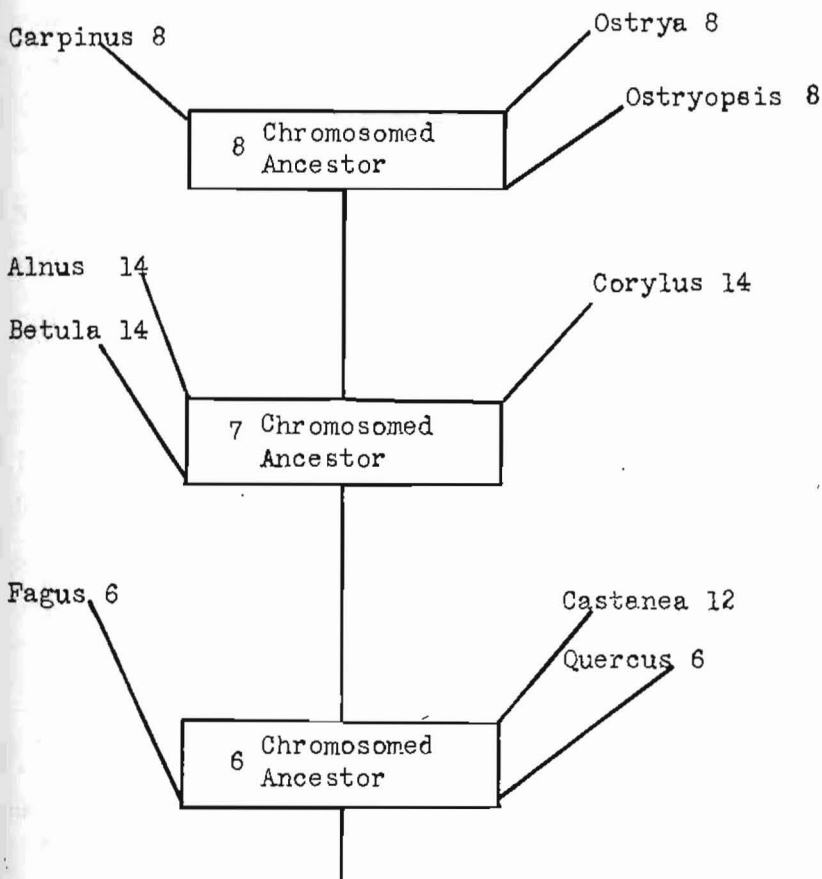 Carpinus 8
Ostrya 8
Ostryopsis 8
8 Chromosomed
Ancestor
Alnus 14
Corylus 14
Betula 14
7 Chromosomed
Ancestor
Fagus 6
Castanea 12
Quercus 6
6 Chromosomed
Ancestor